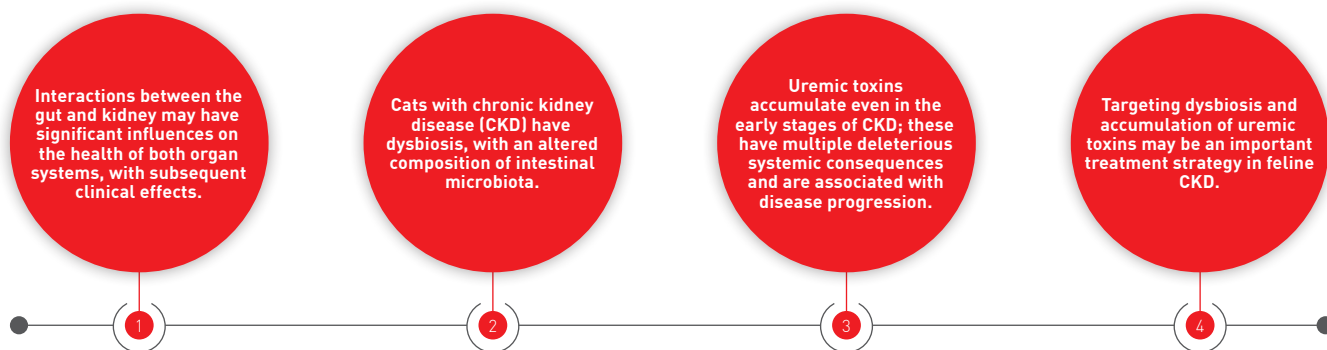 Interactions between the
gut and kidney may have
significant influences on
the health of both organ
systems, with subsequent
clinical effects.
Cats with chronic kidney
disease (CKD) have
dysbiosis, with an altered
composition of intestinal
microbiota.
Uremic toxins
accumulate even in the
early stages of CKD; these
have multiple deleterious
systemic consequences
and are associated with
disease progression.
Targeting dysbiosis and
accumulation of uremic
toxins may be an important
treatment strategy in feline
CKD.
1
2
3
4